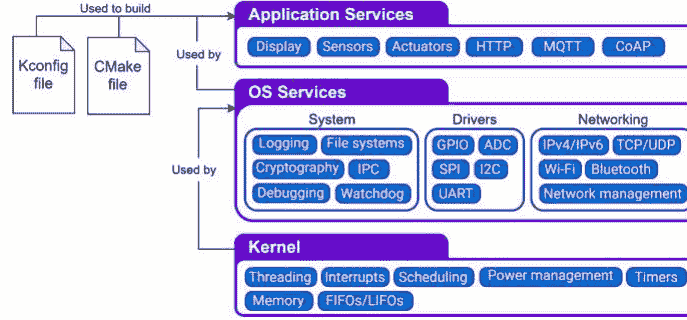 Used to build
Application Services
Kconfig file
CMake file
Display Sensors Actuators HTTP MQTT CoAP
Used by
OS Services
System Drivers Networking
Logging File systems GPIO ADC IPv4/IPv6 TCP/UDP
Used by
Cryptography IPC SPI I2C Wi-Fi Bluetooth
Debugging Watchdog UART Network management
Kernel
Threading Interrupts Scheduling Power management Timers
Memory FIFOs/LIFOs